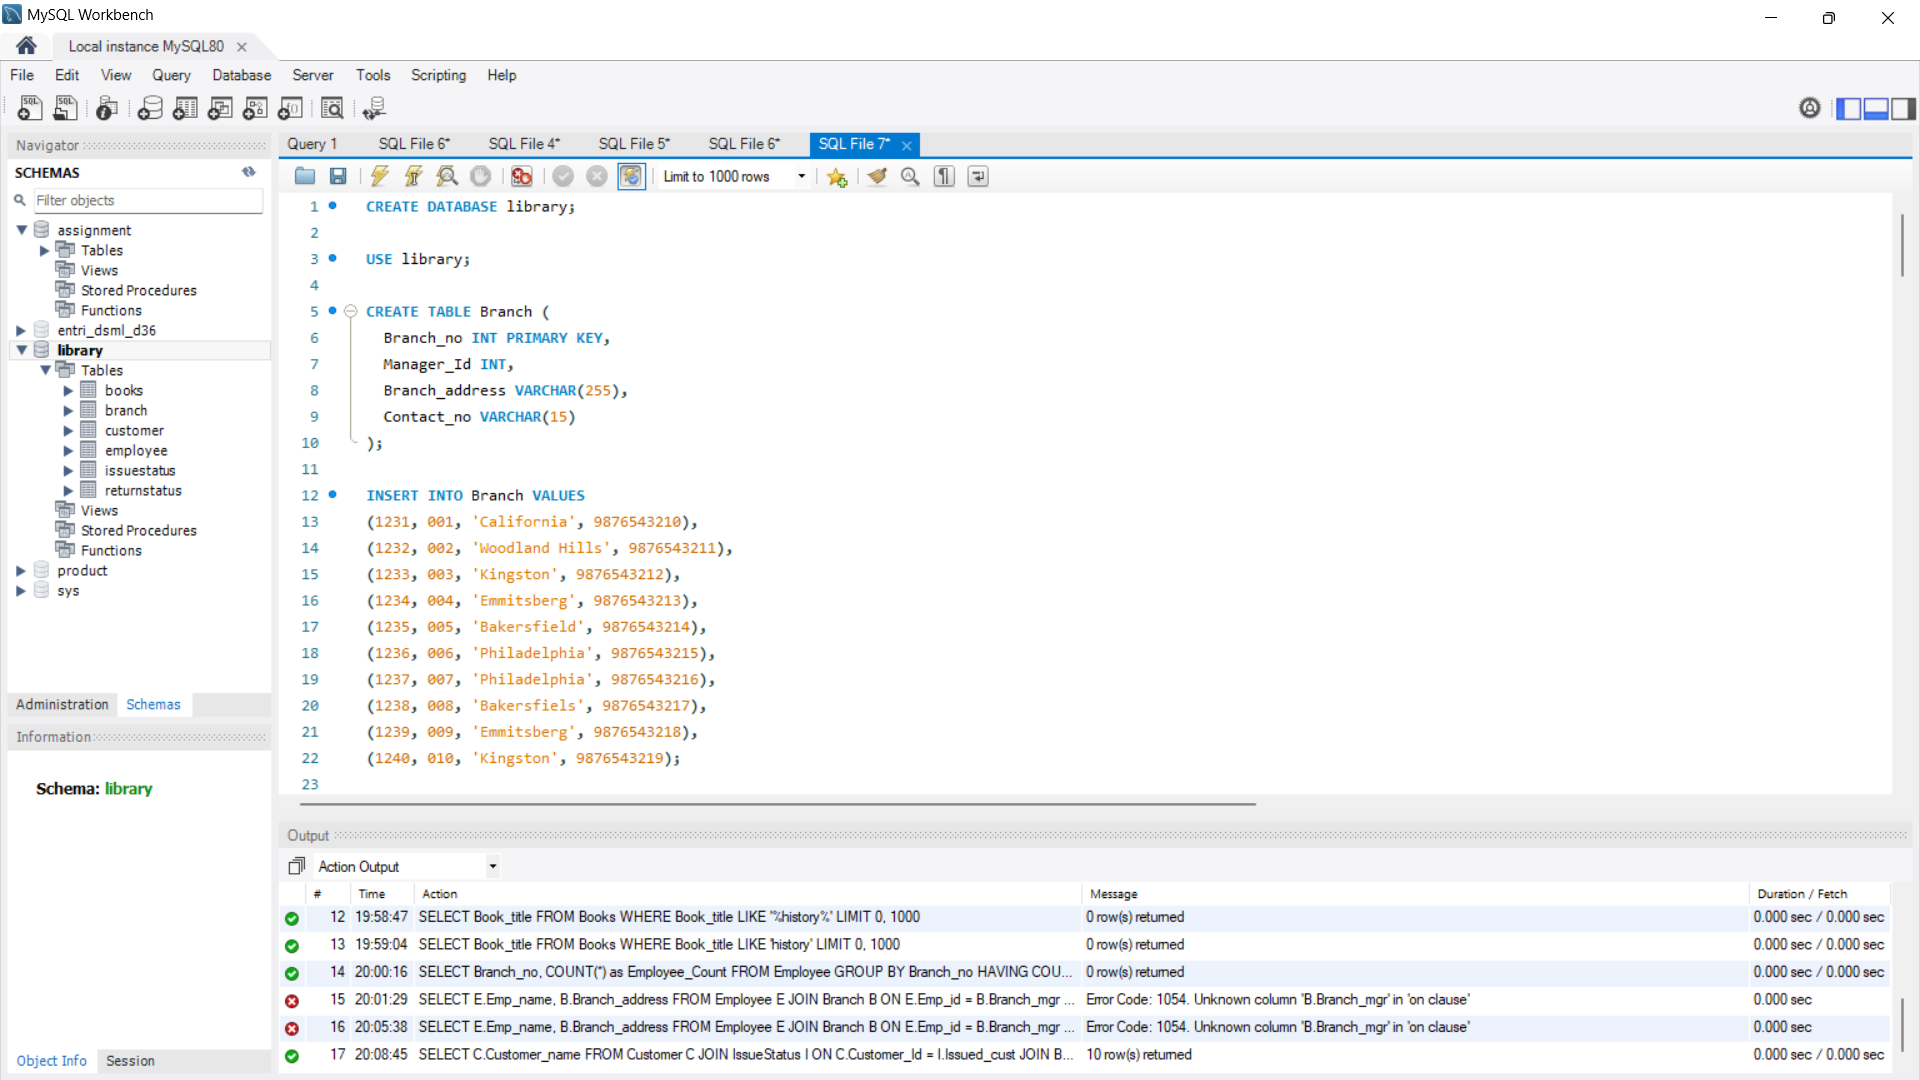 MySQL Workbench
Local instance MySQL80
File Edit View Query Database Server Tools Scripting Help
Navigator
SCHEMAS
Filter objects
assignment
Tables
Views
Stored Procedures
Functions
entri_dsml_d36
library
Tables
books
branch
customer
employee
issuestatus
returnstatus
Views
Stored Procedures
Functions
product
sys
Administration Schemas
Information
Schema: library
Object Info Session
Query 1 SQL File 6* SQL File 4* SQL File 5* SQL File 6* SQL File 7*
Limit to 1000 rows
1 CREATE DATABASE library;
2
3 USE library;
4
5 CREATE TABLE Branch (
6 Branch_no INT PRIMARY KEY,
7 Manager_Id INT,
8 Branch_address VARCHAR(255),
9 Contact_no VARCHAR(15)
10 );
11
12 INSERT INTO Branch VALUES
13 (1231, 001, 'California', 9876543210),
14 (1232, 002, 'Woodland Hills', 9876543211),
15 (1233, 003, 'Kingston', 9876543212),
16 (1234, 004, 'Emmitsberg', 9876543213),
17 (1235, 005, 'Bakersfield', 9876543214),
18 (1236, 006, 'Philadelphia', 9876543215),
19 (1237, 007, 'Philadelphia', 9876543216),
20 (1238, 008, 'Bakersfiels', 9876543217),
21 (1239, 009, 'Emmitsberg', 9876543218),
22 (1240, 010, 'Kingston', 9876543219);
23
Output
Action Output
# Time Action Message Duration / Fetch
12 19:58:47 SELECT Book_title FROM Books WHERE Book_title LIKE '%history%' LIMIT 0, 1000 0 row(s) returned 0.000 sec / 0.000 sec
13 19:59:04 SELECT Book_title FROM Books WHERE Book_title LIKE 'history' LIMIT 0, 1000 0 row(s) returned 0.000 sec / 0.000 sec
14 20:00:16 SELECT Branch_no, COUNT(*) as Employee_Count FROM Employee GROUP BY Branch_no HAVING COU... 0 row(s) returned 0.000 sec / 0.000 sec
15 20:01:29 SELECT E.Emp_name, B.Branch_address FROM Employee E JOIN Branch B ON E.Emp_id = B.Branch_mgr ... Error Code: 1054. Unknown column 'B.Branch_mgr' in 'on clause' 0.000 sec
16 20:05:38 SELECT E.Emp_name, B.Branch_address FROM Employee E JOIN Branch B ON E.Emp_id = B.Branch_mgr ... Error Code: 1054. Unknown column 'B.Branch_mgr' in 'on clause' 0.000 sec
17 20:08:45 SELECT C.Customer_name FROM Customer C JOIN IssueStatus I ON C.Customer_Id = I.Issued_cust JOIN B... 10 row(s) returned 0.000 sec / 0.000 sec